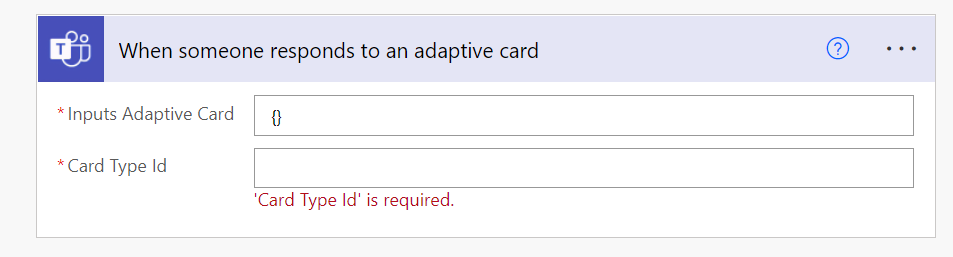 When someone responds to an adaptive card
* Inputs Adaptive Card
{}
* Card Type Id
'Card Type Id' is required.